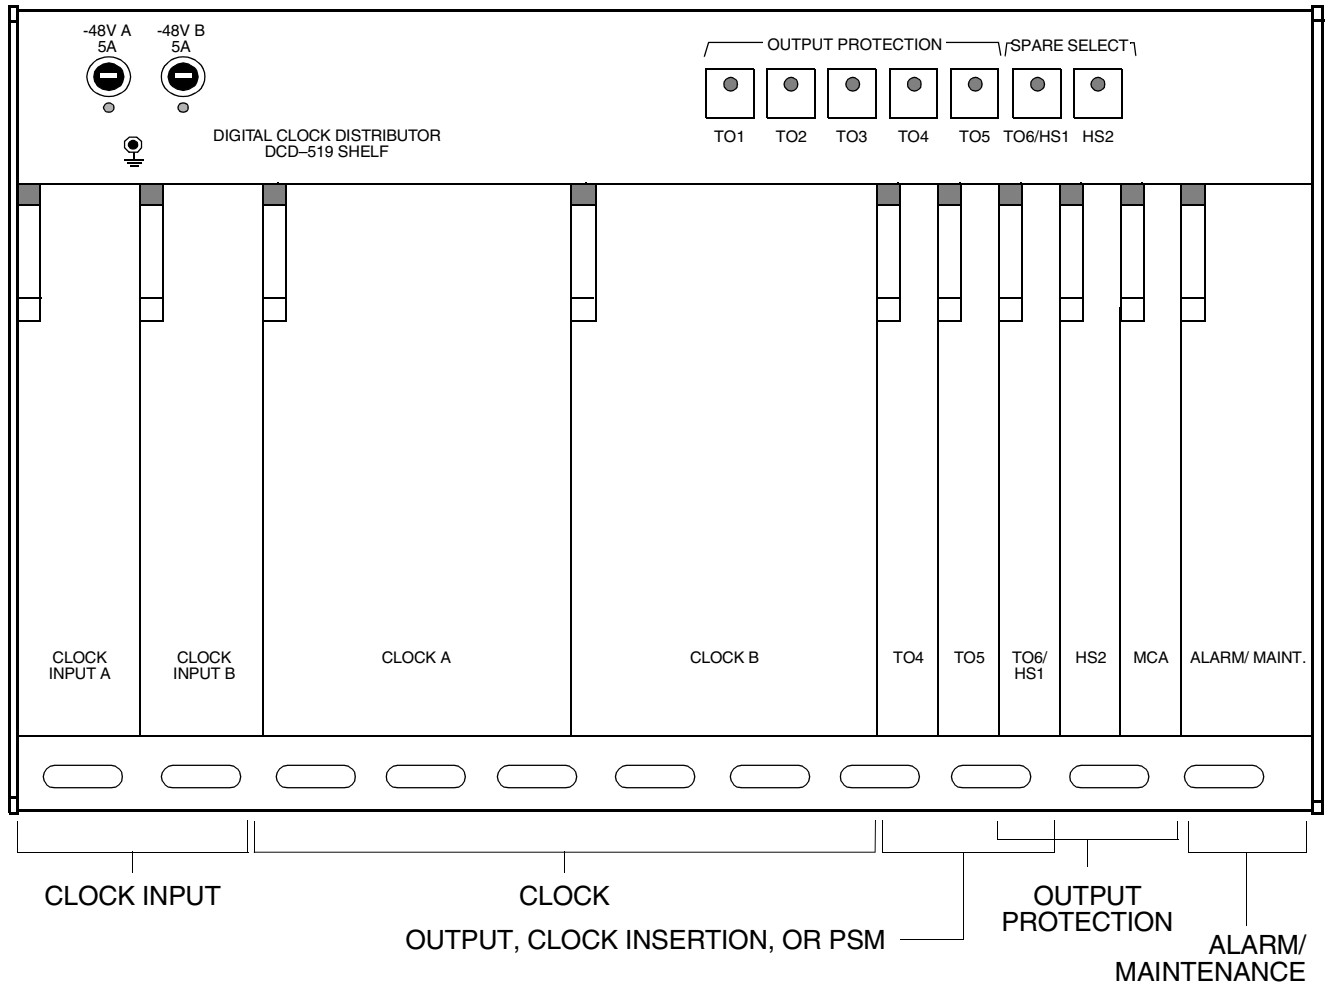 -48V A
5A
-48V B
5A
OUTPUT PROTECTION
SPARE SELECT
TO1
TO2
TO3
TO4
TO5
TO6/HS1
HS2
DIGITAL CLOCK DISTRIBUTOR
DCD–519 SHELF
CLOCK
INPUT A
CLOCK
INPUT B
CLOCK A
CLOCK B
TO4
TO5
TO6/
HS1
HS2
MCA
ALARM/ MAINT.
CLOCK INPUT
CLOCK
OUTPUT, CLOCK INSERTION, OR PSM
OUTPUT
PROTECTION
ALARM/
MAINTENANCE